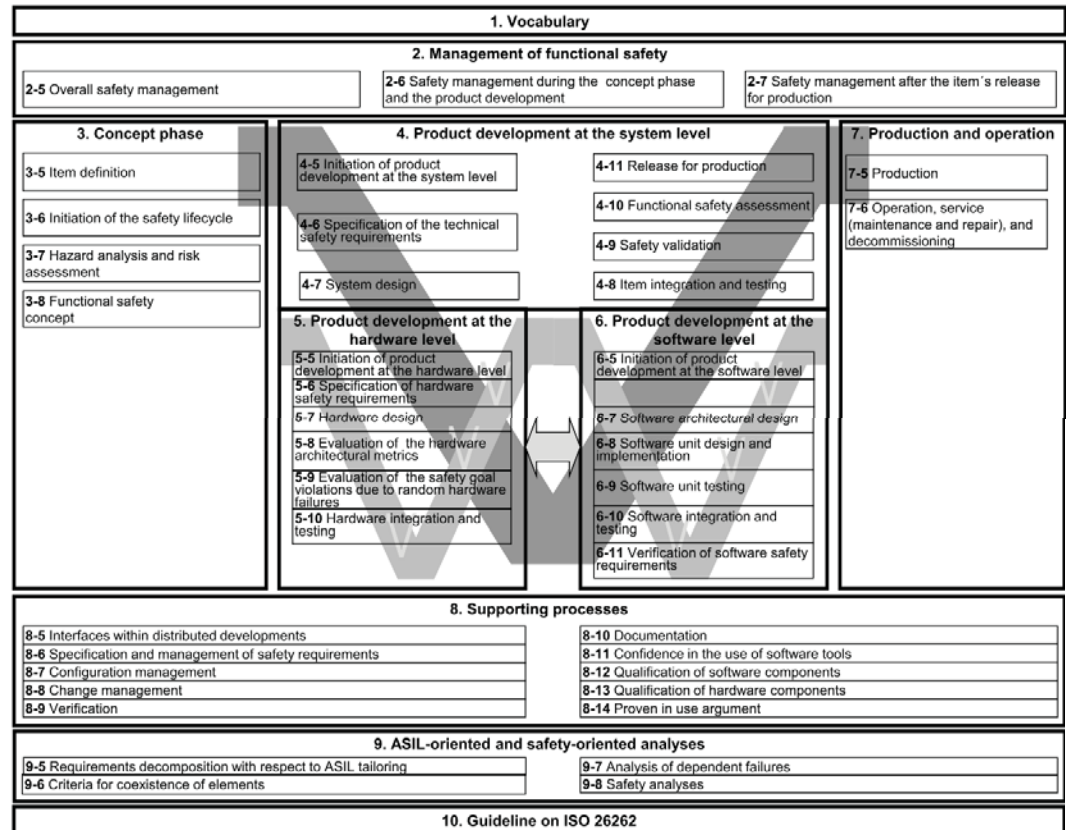 1. Vocabulary
2. Management of functional safety
2-5 Overall safety management
2-6 Safety management during the concept phase
and the product development
2-7 Safety management after the item´s release
for production
3. Concept phase
3-5 Item definition
3-6 Initiation of the safety lifecycle
3-7 Hazard analysis and risk
assessment
3-8 Functional safety
concept
4. Product development at the system level
4-5 Initiation of product
development at the system level
4-6 Specification of the technical
safety requirements
4-7 System design
4-11 Release for production
4-10 Functional safety assessment
4-9 Safety validation
4-8 Item integration and testing
7. Production and operation
7-5 Production
7-6 Operation, service
(maintenance and repair), and
decommissioning
5. Product development at the
hardware level
5-5 Initiation of product
development at the hardware level
5-6 Specification of hardware
safety requirements
5-7 Hardware design
5-8 Evaluation of the hardware
architectural metrics
5-9 Evaluation of the safety goal
violations due to random hardware
failures
5-10 Hardware integration and
testing
6. Product development at the
software level
6-5 Initiation of product
development at the software level
6-7 Software architectural design
6-8 Software unit design and
implementation
6-9 Software unit testing
6-10 Software integration and
testing
6-11 Verification of software safety
requirements
8. Supporting processes
8-5 Interfaces within distributed developments
8-6 Specification and management of safety requirements
8-7 Configuration management
8-8 Change management
8-9 Verification
8-10 Documentation
8-11 Confidence in the use of software tools
8-12 Qualification of software components
8-13 Qualification of hardware components
8-14 Proven in use argument
9. ASIL-oriented and safety-oriented analyses
9-5 Requirements decomposition with respect to ASIL tailoring
9-6 Criteria for coexistence of elements
9-7 Analysis of dependent failures
9-8 Safety analyses
10. Guideline on ISO 26262